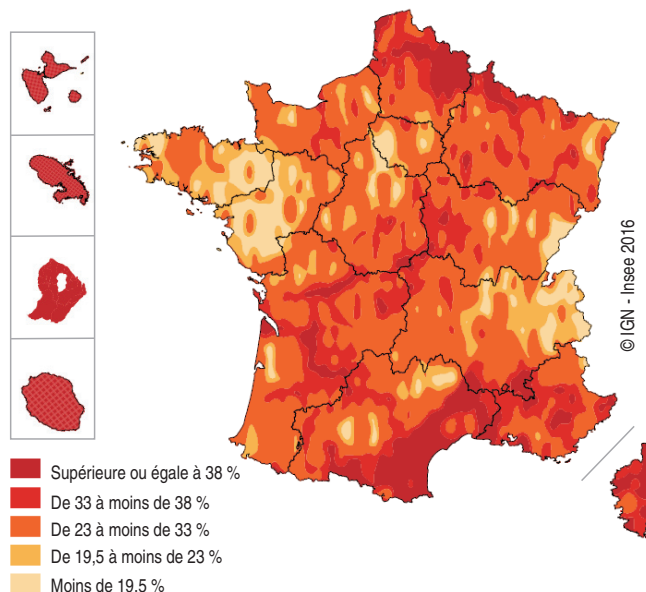 © IGN - Insee 2016
Supérieure ou égale à 38 %
De 33 à moins de 38 %
De 23 à moins de 33 %
De 19,5 à moins de 23 %
Moins de 19,5 %